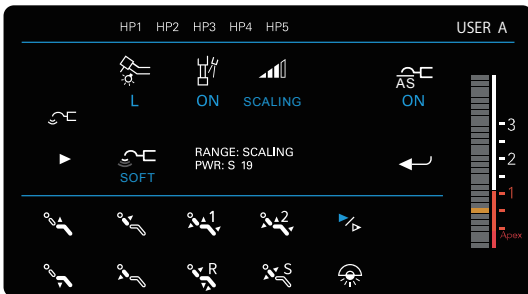 HP1 HP2 HP3 HP4 HP5 USER A
AS
L ON SCALING ON
3
RANGE: SCALING
2
PWR: S 19
SOFT
1
1 2
Apex
R S